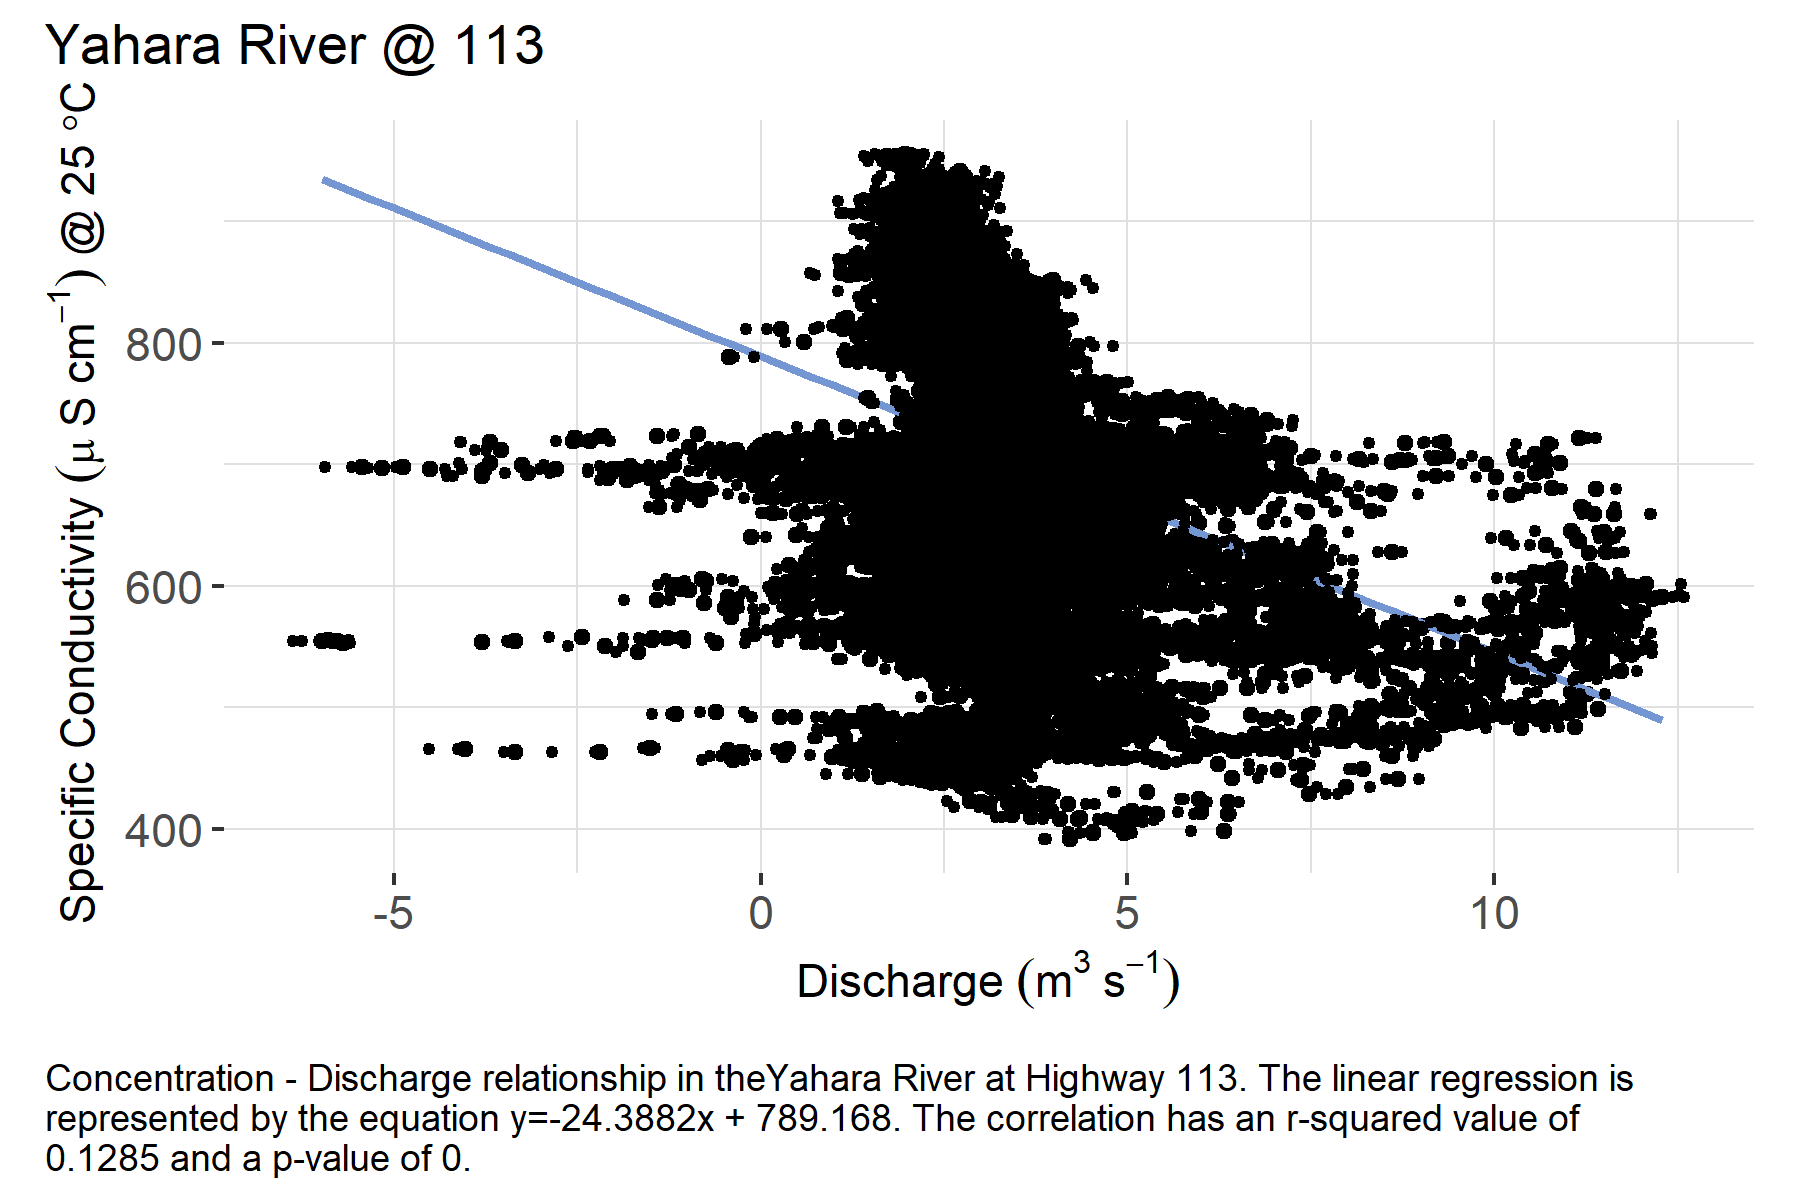 Yahara River @ 113
Specific Conductivity (μ S cm⁻¹) @ 25 °C
800
600
400
-5 0 5 10
Discharge (m³ s⁻¹)
Concentration - Discharge relationship in theYahara River at Highway 113. The linear regression is
represented by the equation y=-24.3882x + 789.168. The correlation has an r-squared value of
0.1285 and a p-value of 0.